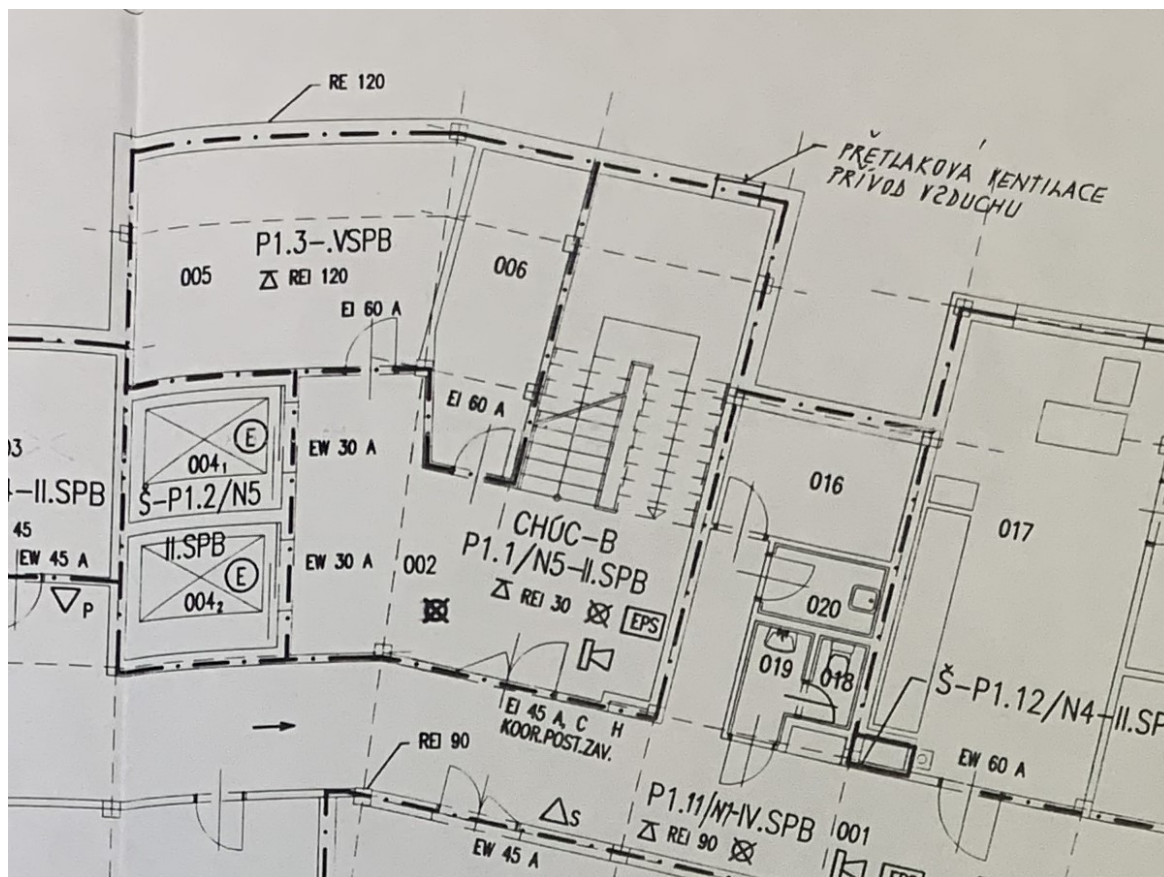 RE 120
PŘETLAKOVÁ VENTILACE
PŘÍVOD VZDUCHU
P1.3-.VSPB
REI 120
005
006
EI 60 A
EI 60 A
EW 30 A
E
004₁
Š-P1.2/N5
II.SPB
E
004₂
EW 30 A
002
CHÚC-B
P1.1/N5-II.SPB
REI 30
EPS
EI 45 A, C H
KOOR.POST.ZAV.
016
017
020
019
018
Š-P1.12/N4-II.SP
EW 60 A
-II.SPB
45
EW 45 A
P
REI 90
S
EW 45 A
P1.11/N1-IV.SPB
REI 90
001
EPS